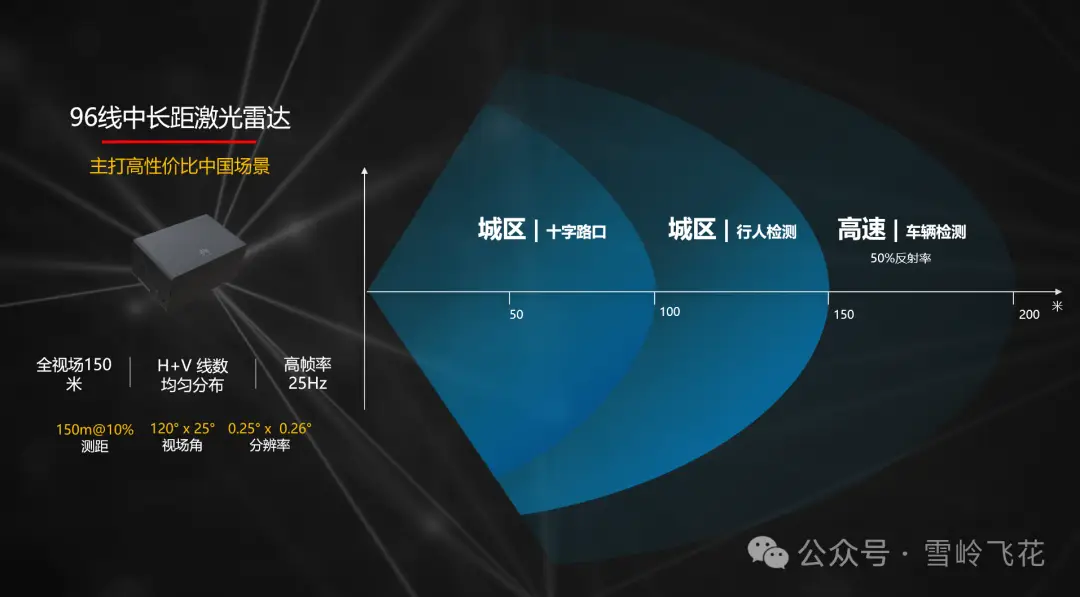 96线中长距激光雷达
主打高性价比中国场景
全视场150
米
H+V 线数
均匀分布
高帧率
25Hz
150m@10%
测距
120° x 25°
视场角
0.25° x 0.26°
分辨率
城区 | 十字路口
城区 | 行人检测
高速 | 车辆检测
50%反射率
50
100
150
200
米
公众号 · 雪岭飞花